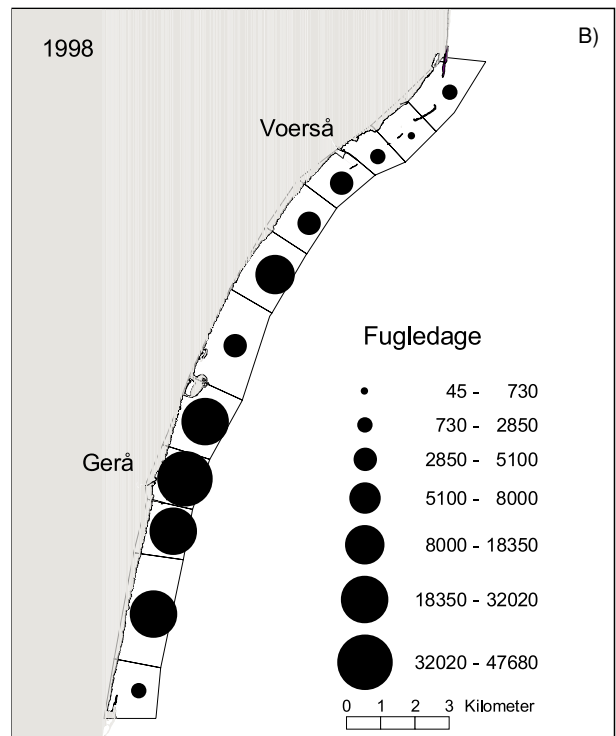 1998
B)
Voerså
Gerå
Fugledage
45 - 730
730 - 2850
2850 - 5100
5100 - 8000
8000 - 18350
18350 - 32020
32020 - 47680
0 1 2 3 Kilometer